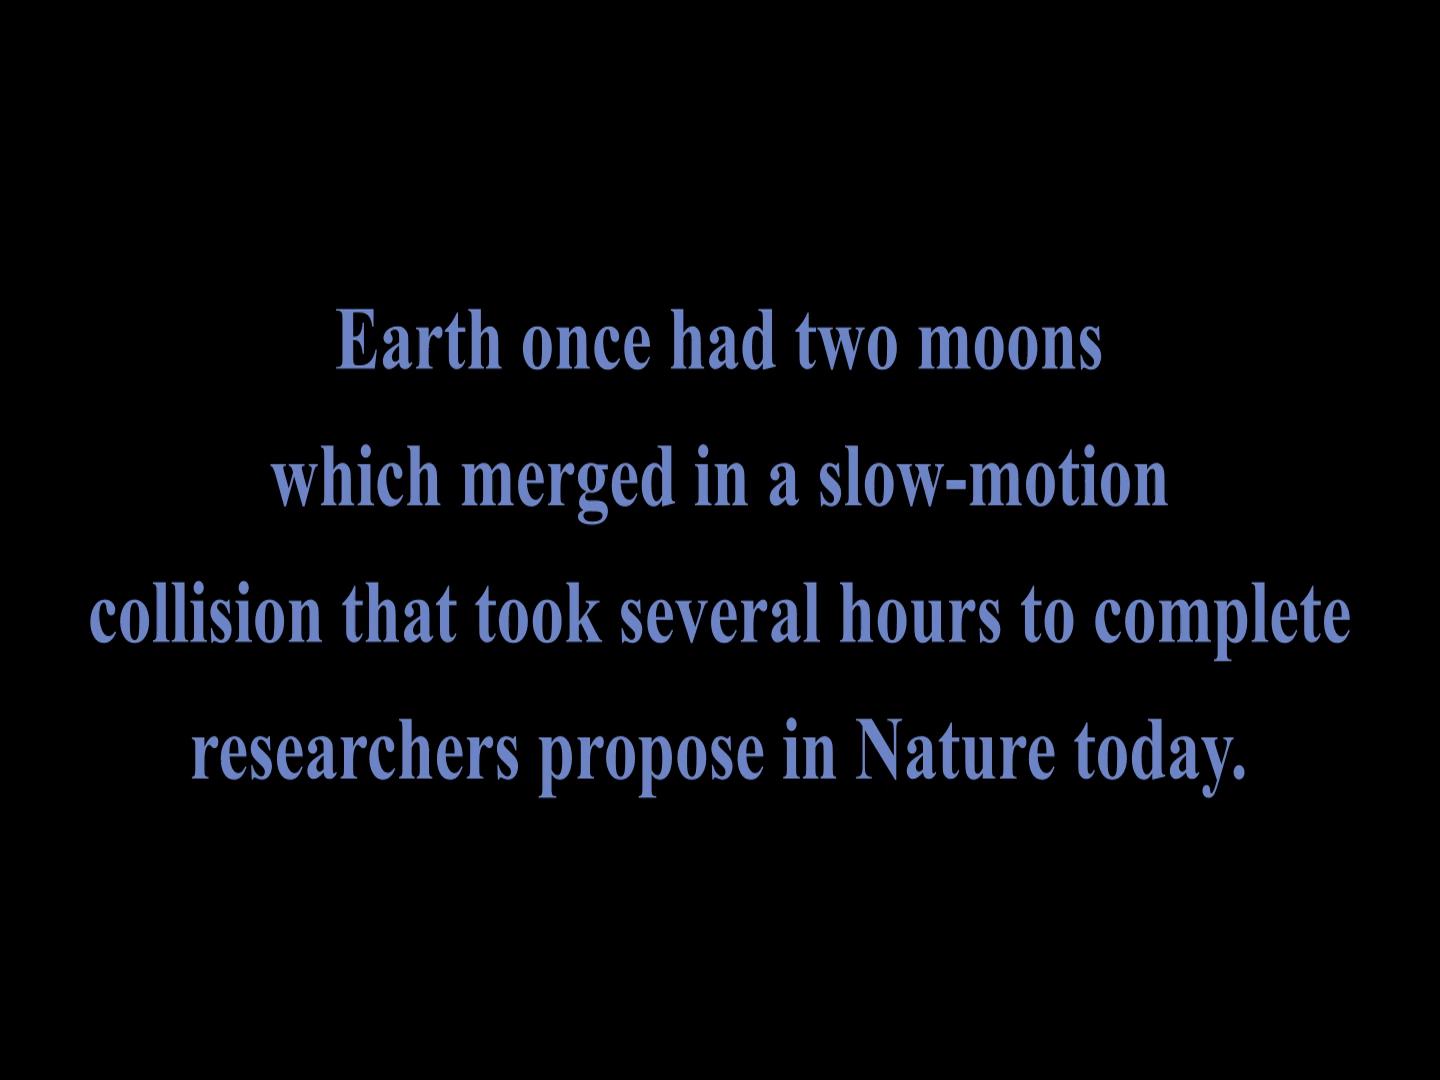 Earth once had two moons
which merged in a slow-motion
collision that took several hours to complete
researchers propose in Nature today.